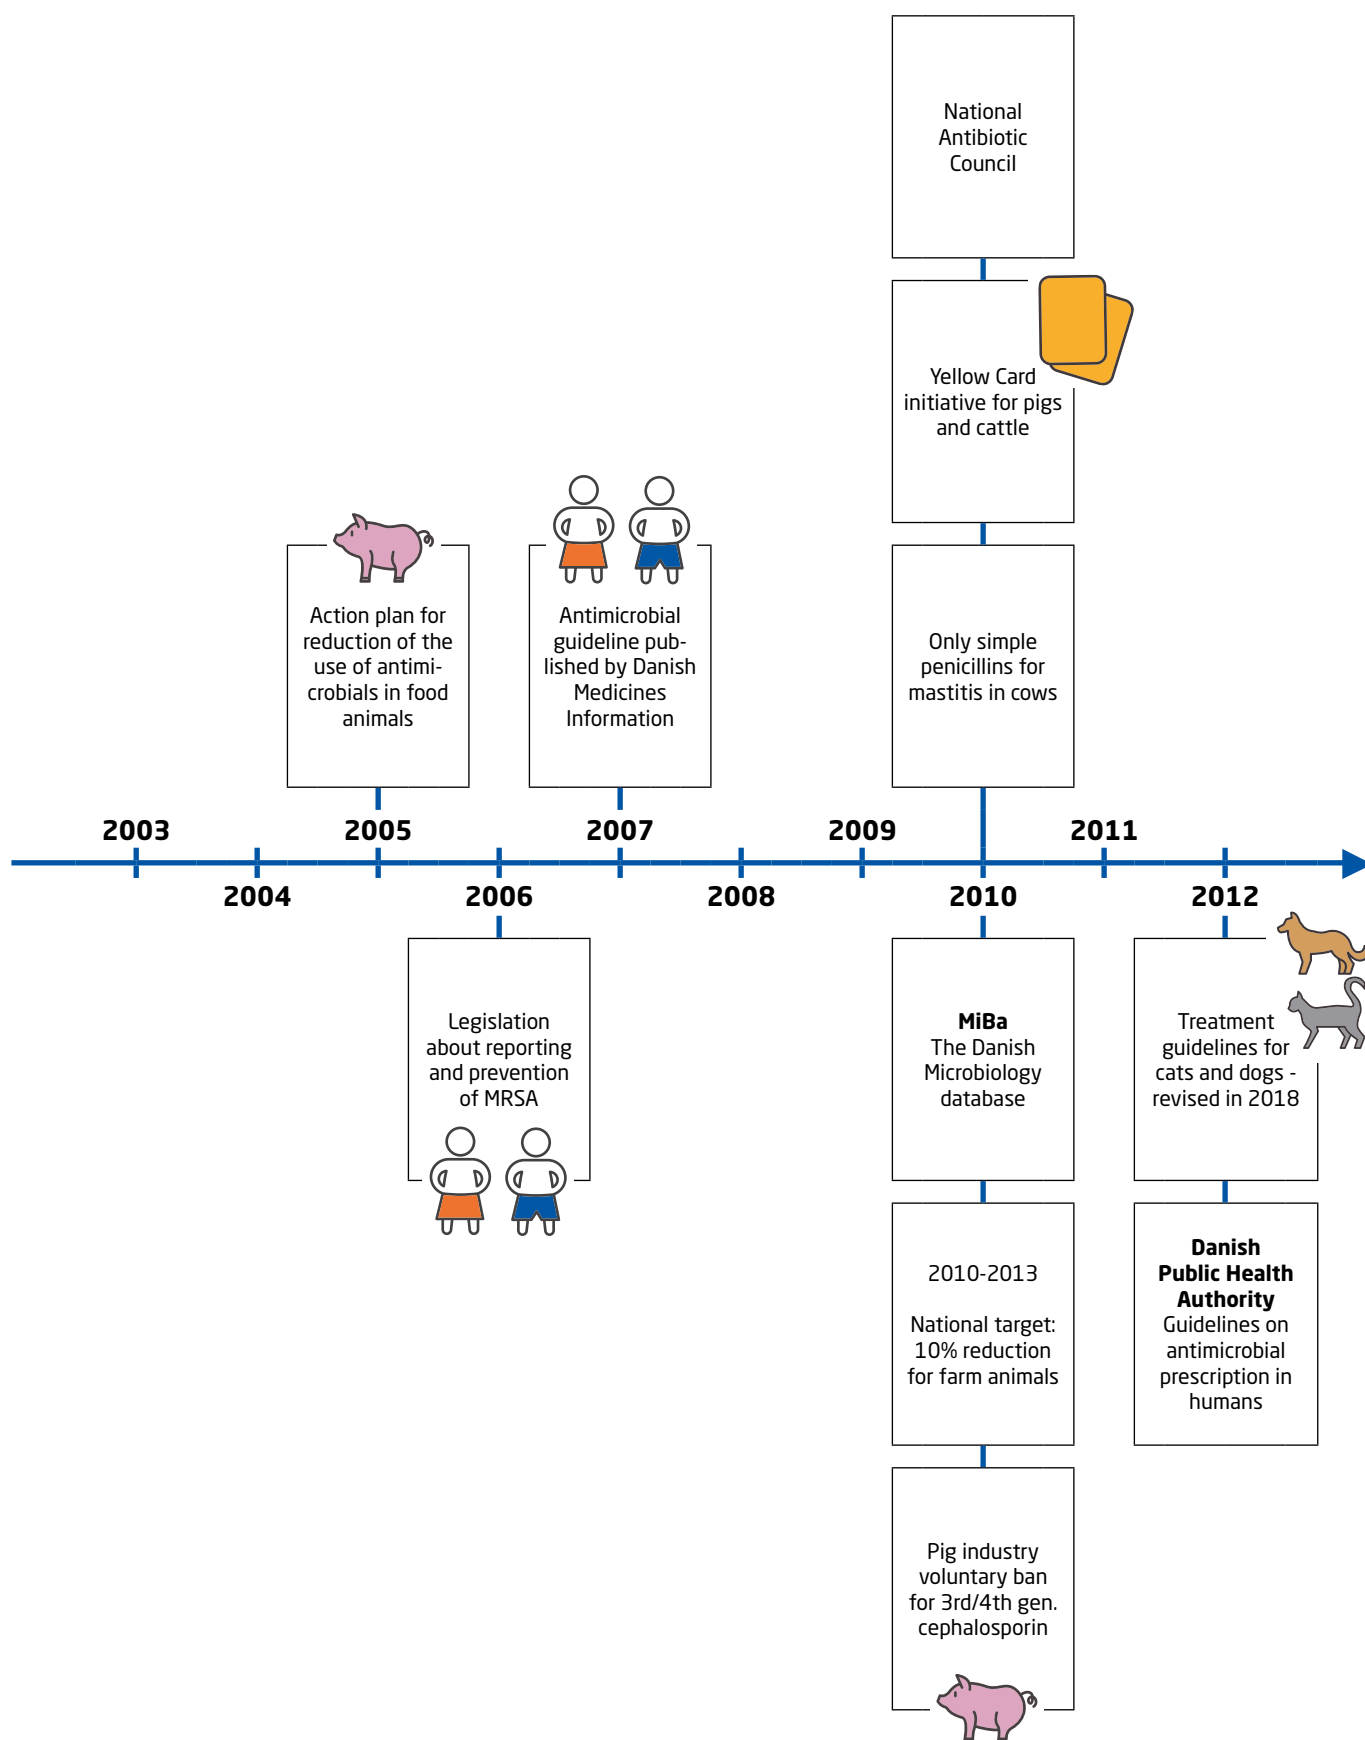 National
Antibiotic
Council
Yellow Card
initiative for pigs
and cattle
Action plan for
reduction of the
use of antimi-
crobials in food
animals
Antimicrobial
guideline pub-
lished by Danish
Medicines
Information
Only simple
penicillins for
mastitis in cows
2003
2005
2007
2009
2011
2004
2006
2008
2010
2012
Legislation
about reporting
and prevention
of MRSA
MiBa
The Danish
Microbiology
database
Treatment
guidelines for
cats and dogs -
revised in 2018
2010-2013
National target:
10% reduction
for farm animals
Danish
Public Health
Authority
Guidelines on
antimicrobial
prescription in
humans
Pig industry
voluntary ban
for 3rd/4th gen.
cephalosporin